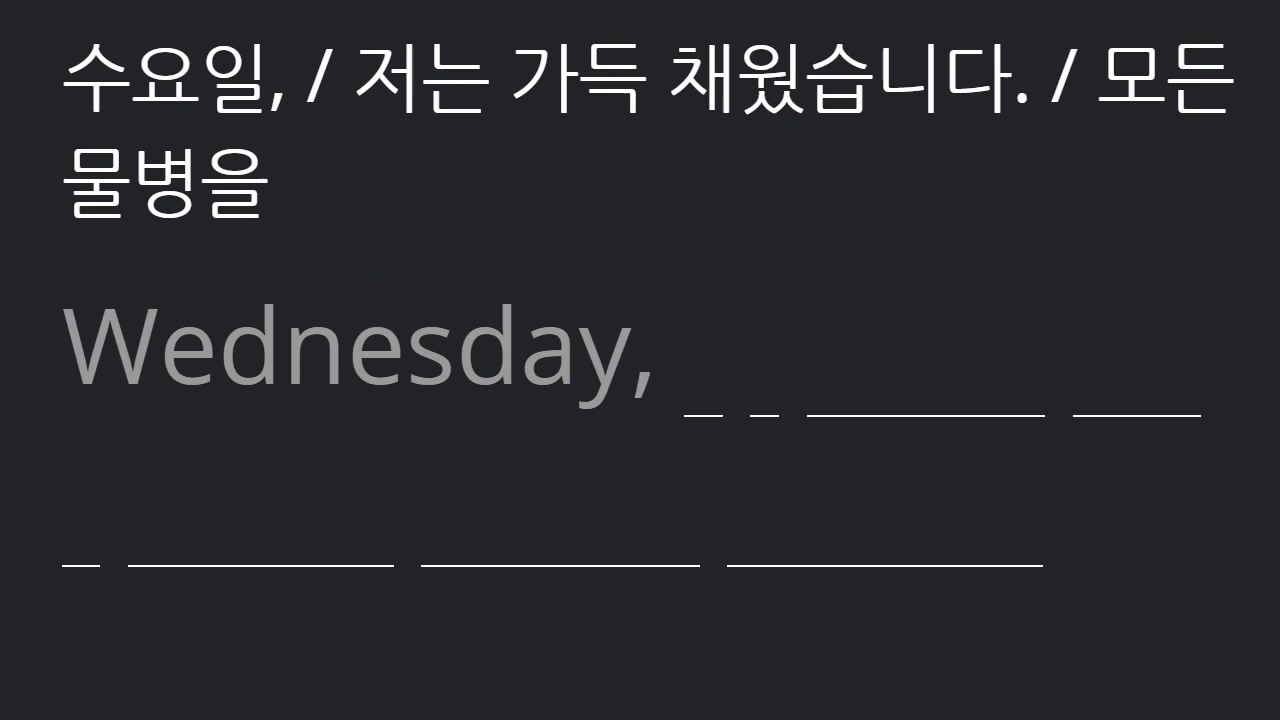 수요일, / 저는 가득 채웠습니다. / 모든
물병을
Wednesday, _ _ _ _
_ _ _ _